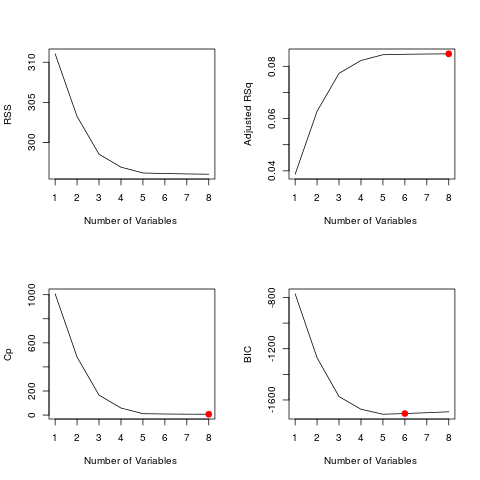 RSS
310
305
300
1 2 3 4 5 6 7 8
Number of Variables
Adjusted RSq
0.08
0.06
0.04
1 2 3 4 5 6 7 8
Number of Variables
Cp
1000
600
200
0
1 2 3 4 5 6 7 8
Number of Variables
BIC
-800
-1200
-1600
1 2 3 4 5 6 7 8
Number of Variables